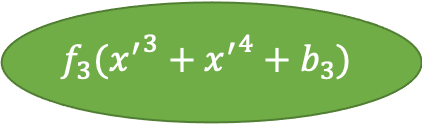 f₃(x′³ + x′⁴ + b₃)